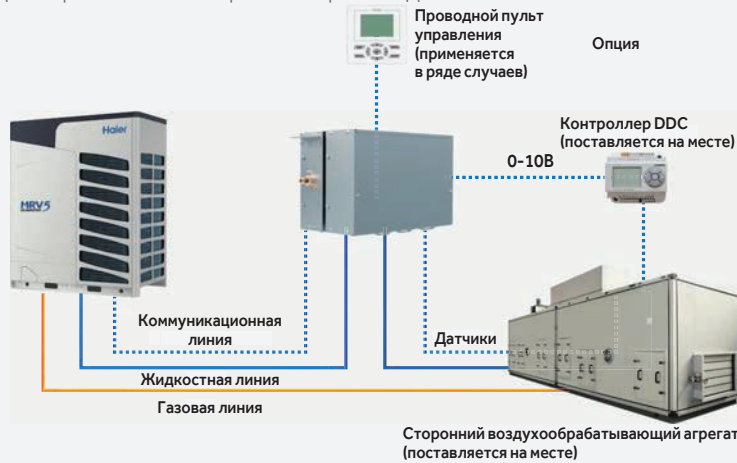 Проводной пульт
управления
(применяется
в ряде случаев)
Опция
Контроллер DDC
(поставляется на месте)
0-10В
Haier
MRV5
Коммуникационная
линия
Датчики
Жидкостная линия
Газовая линия
Сторонний воздухообрабатывающий агрегат
(поставляется на месте)